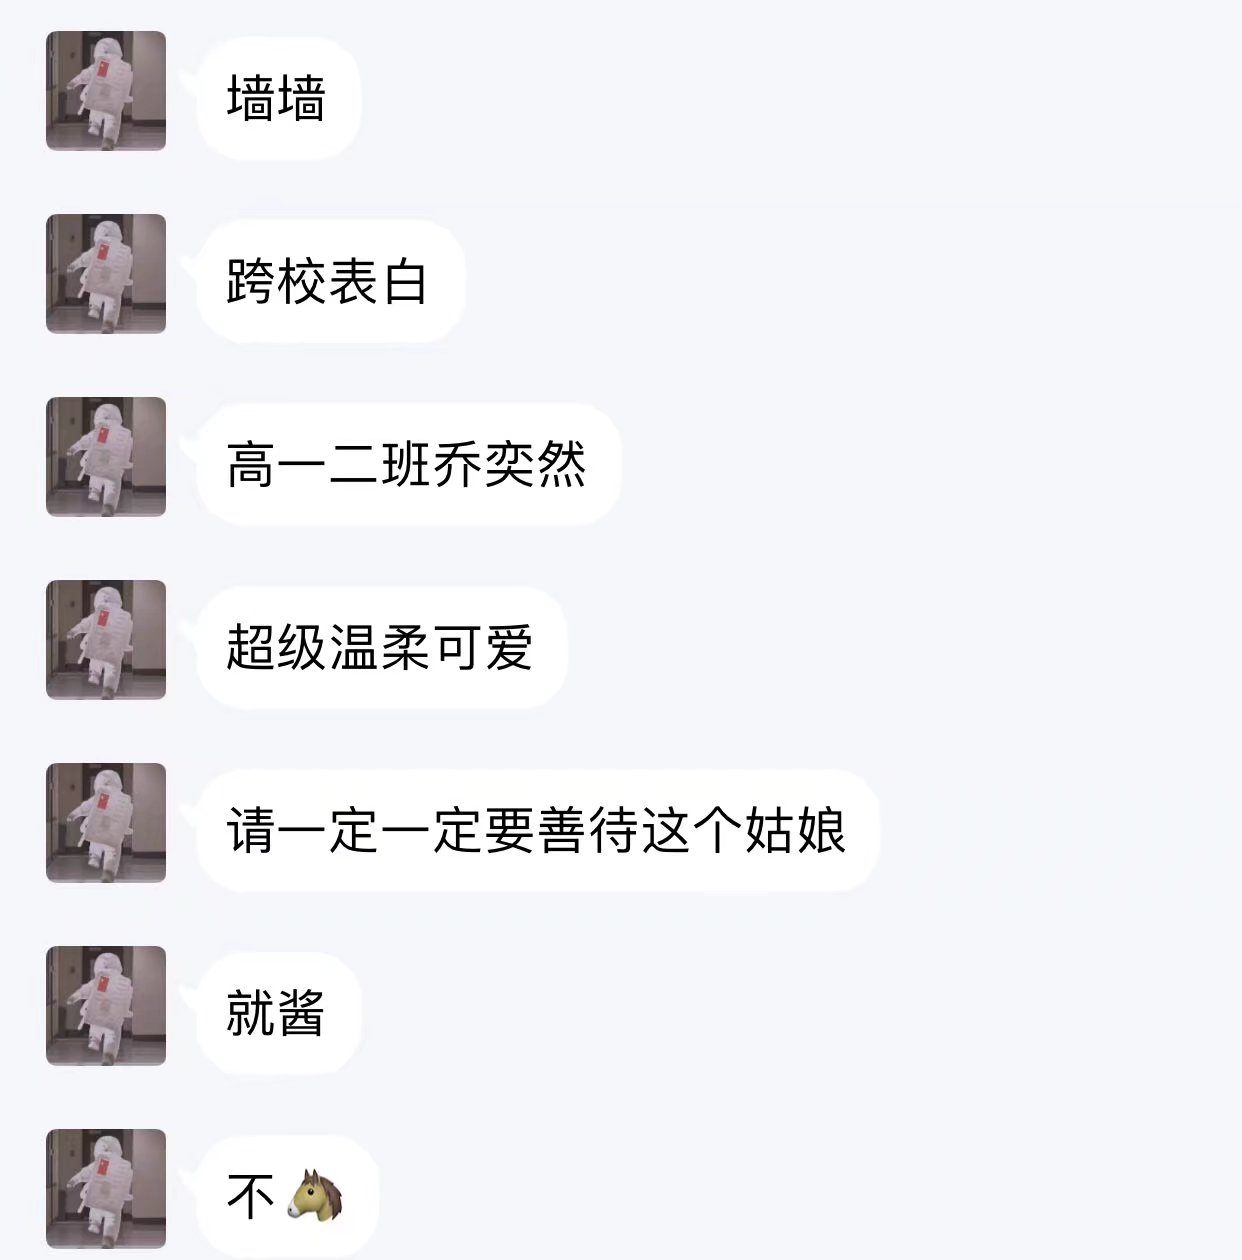 墙墙
跨校表白
高一二班乔奕然
超级温柔可爱
请一定一定要善待这个姑娘
就酱
不🐴